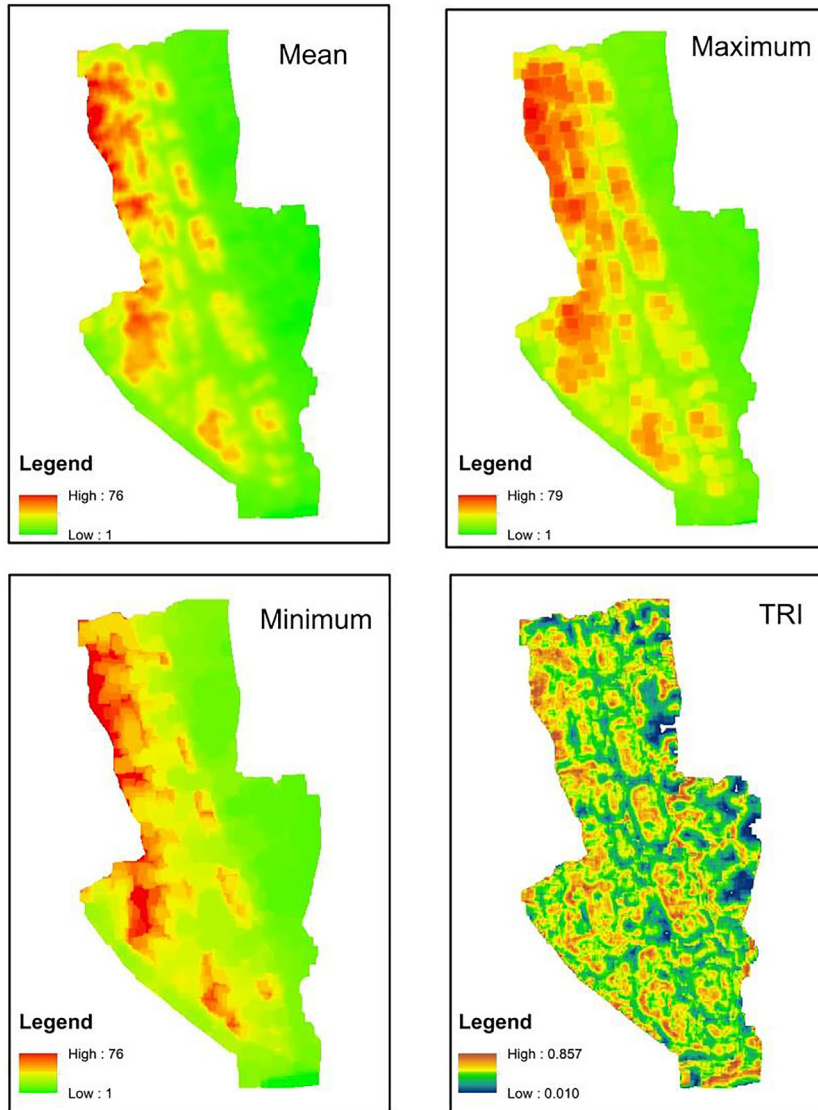 Mean
Legend
High : 76
Low : 1
Maximum
Legend
High : 79
Low : 1
Minimum
Legend
High : 76
Low : 1
TRI
Legend
High : 0.857
Low : 0.010